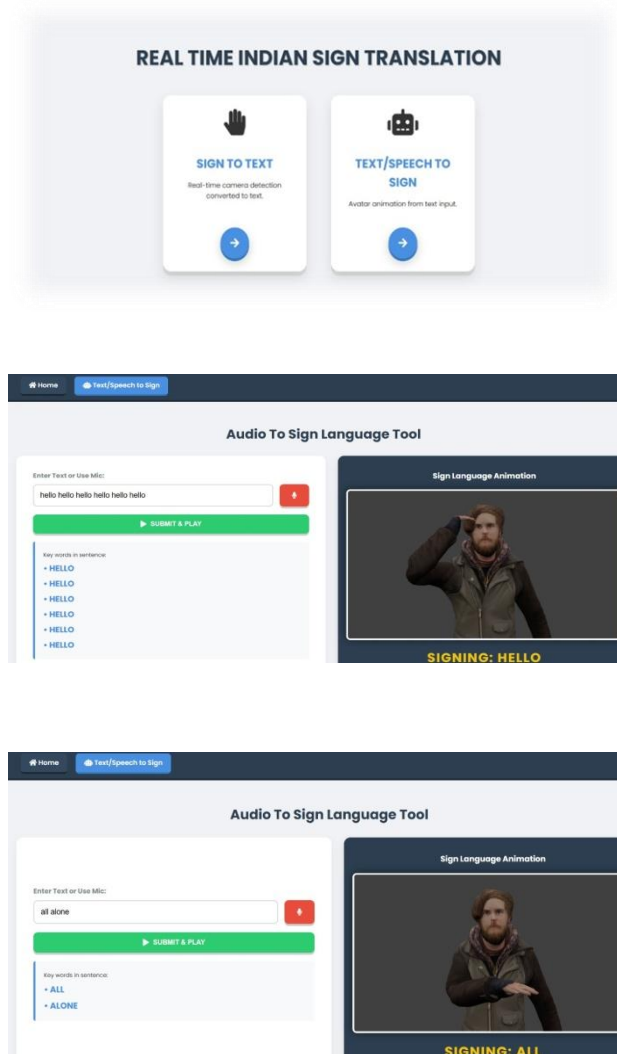 REAL TIME INDIAN SIGN TRANSLATION
SIGN TO TEXT
Real-time camera detection
converted to text.
TEXT/SPEECH TO
SIGN
Avatar animation from text input.
Home
Text/Speech to Sign
Audio To Sign Language Tool
Enter Text or Use Mic:
hello hello hello hello hello hello
SUBMIT & PLAY
Key words in sentence:
• HELLO
• HELLO
• HELLO
• HELLO
• HELLO
• HELLO
Sign Language Animation
SIGNING: HELLO
Home
Text/Speech to Sign
Audio To Sign Language Tool
Enter Text or Use Mic:
all alone
SUBMIT & PLAY
Key words in sentence:
• ALL
• ALONE
Sign Language Animation
SIGNING: ALL